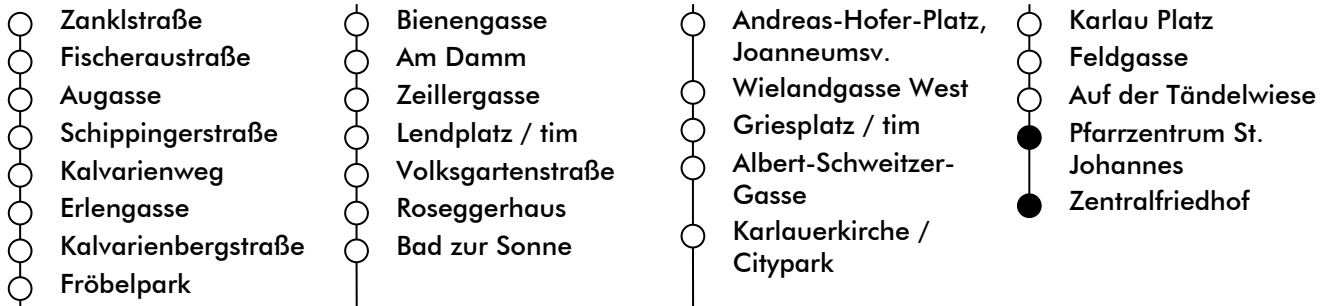 Zanklstraße
Fischeraustraße
Augasse
Schippingerstraße
Kalvarienweg
Erlengasse
Kalvarienbergstraße
Fröbelpark
Bienengasse
Am Damm
Zeillergasse
Lendplatz / tim
Volksgartenstraße
Roseggerhaus
Bad zur Sonne
Andreas-Hofer-Platz,
Joanneumsv.
Wielandgasse West
Griesplatz / tim
Albert-Schweitzer-
Gasse
Karlauerkirche /
Citypark
Karlau Platz
Feldgasse
Auf der Tändelwiese
Pfarrzentrum St.
Johannes
Zentralfriedhof